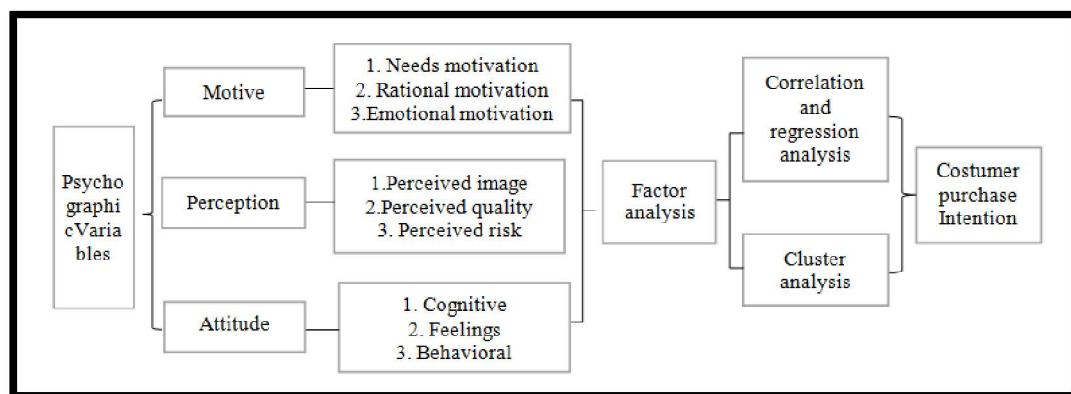 Psycho
graphi
cVaria
bles
Motive
1. Needs motivation
2. Rational motivation
3.Emotional motivation
Perception
1.Perceived image
2.Perceived quality
3. Perceived risk
Attitude
1. Cognitive
2. Feelings
3. Behavioral
Factor
analysis
Correlation
and
regression
analysis
Cluster
analysis
Costumer
purchase
Intention